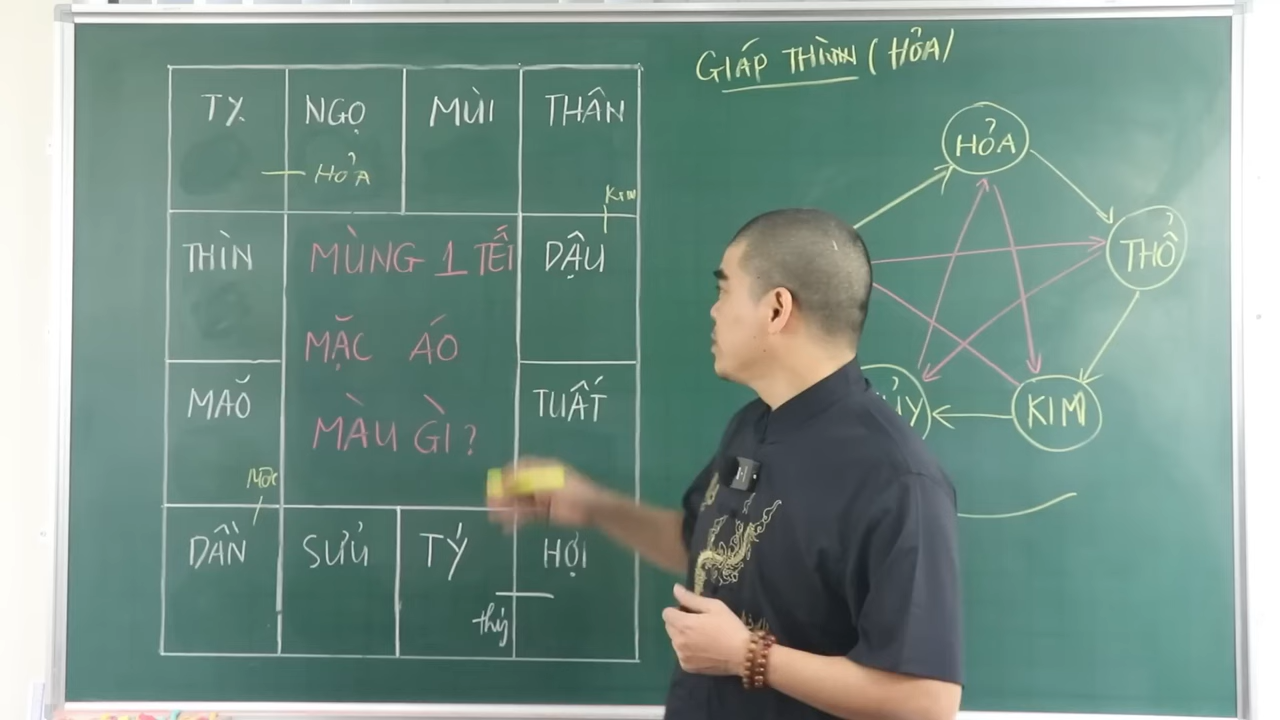 GIÁP THÌN (HỎA)
TỴ NGỌ MÙI THÂN
HỎA
KIM
THÌN DẬU
MÙNG 1 TẾT
MẶC ÁO
MÀU GÌ?
MÃO TUẤT
MỘC
DẦN SỬU TÝ HỢI
thủy
HỎA
THỔ
KIM